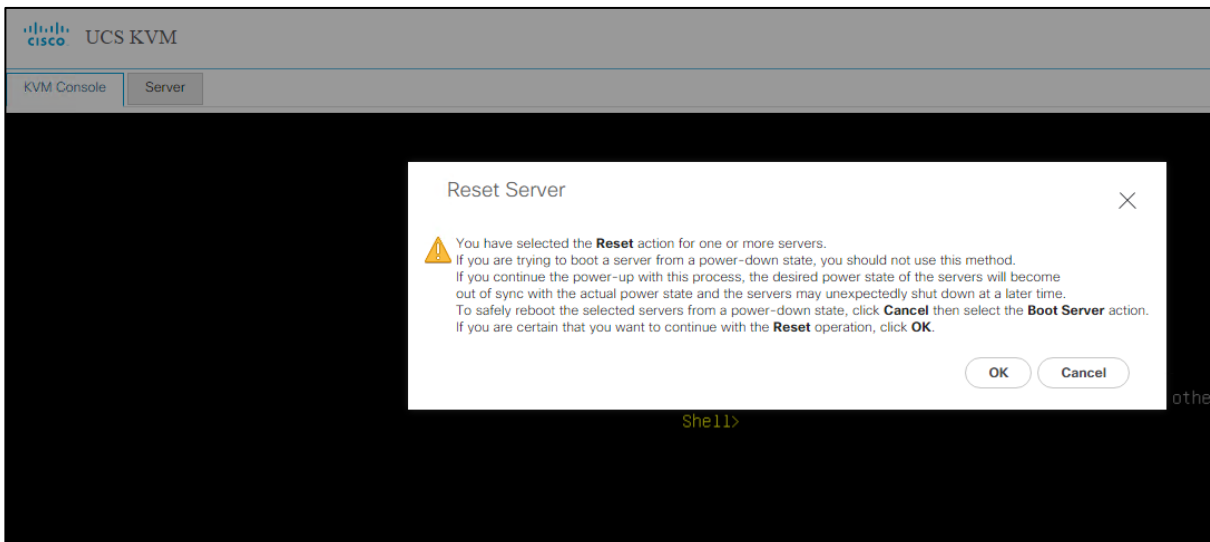 cisco UCS KVM
KVM Console Server
Reset Server
You have selected the Reset action for one or more servers.
If you are trying to boot a server from a power-down state, you should not use this method.
If you continue the power-up with this process, the desired power state of the servers will become
out of sync with the actual power state and the servers may unexpectedly shut down at a later time.
To safely reboot the selected servers from a power-down state, click Cancel then select the Boot Server action.
If you are certain that you want to continue with the Reset operation, click OK.
OK Cancel
othe
Shell>